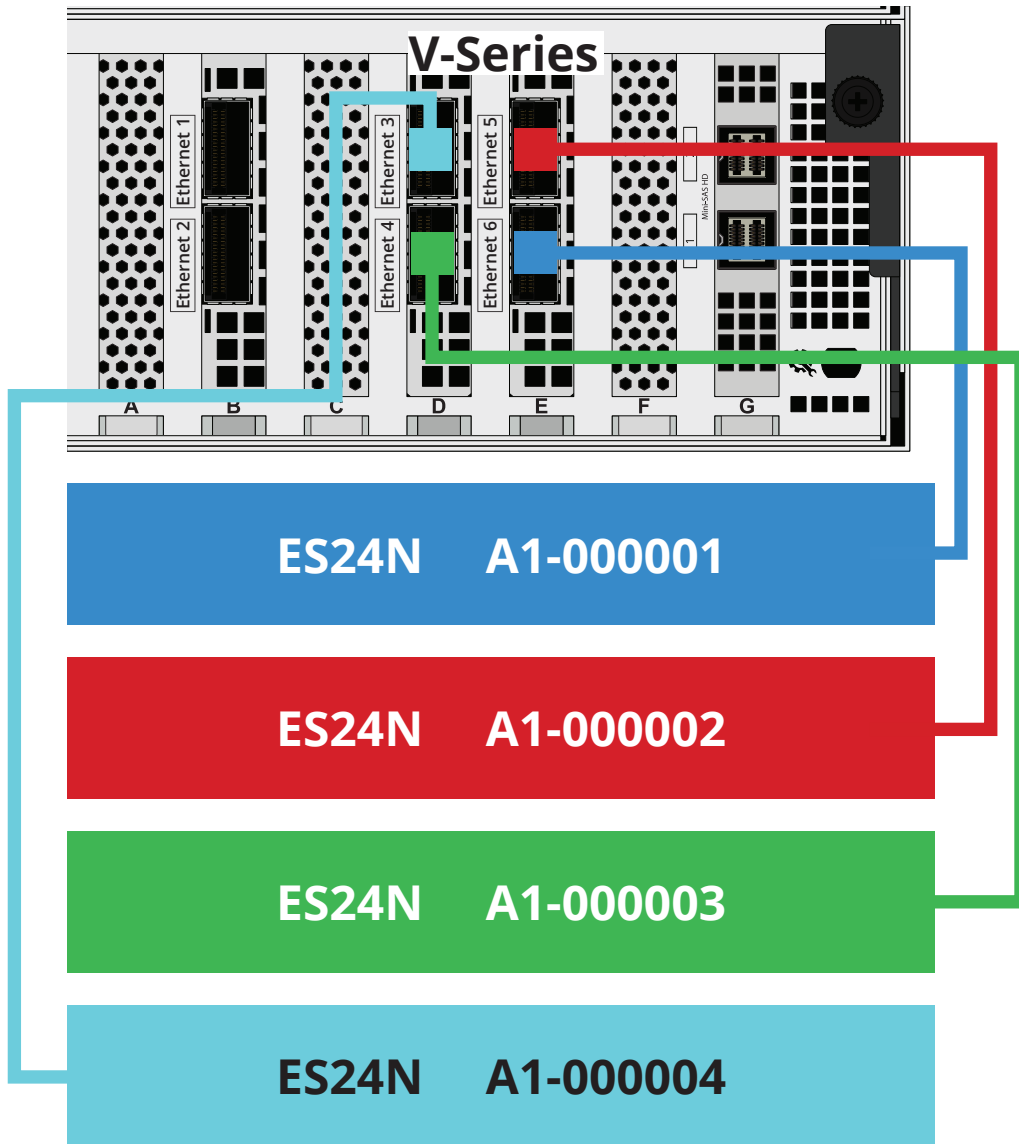 V-Series
Ethernet 1
Ethernet 2
Ethernet 3
Ethernet 4
Ethernet 5
Ethernet 6
Mini-SAS HD
1
A B C D E F G
ES24N A1-000001
ES24N A1-000002
ES24N A1-000003
ES24N A1-000004